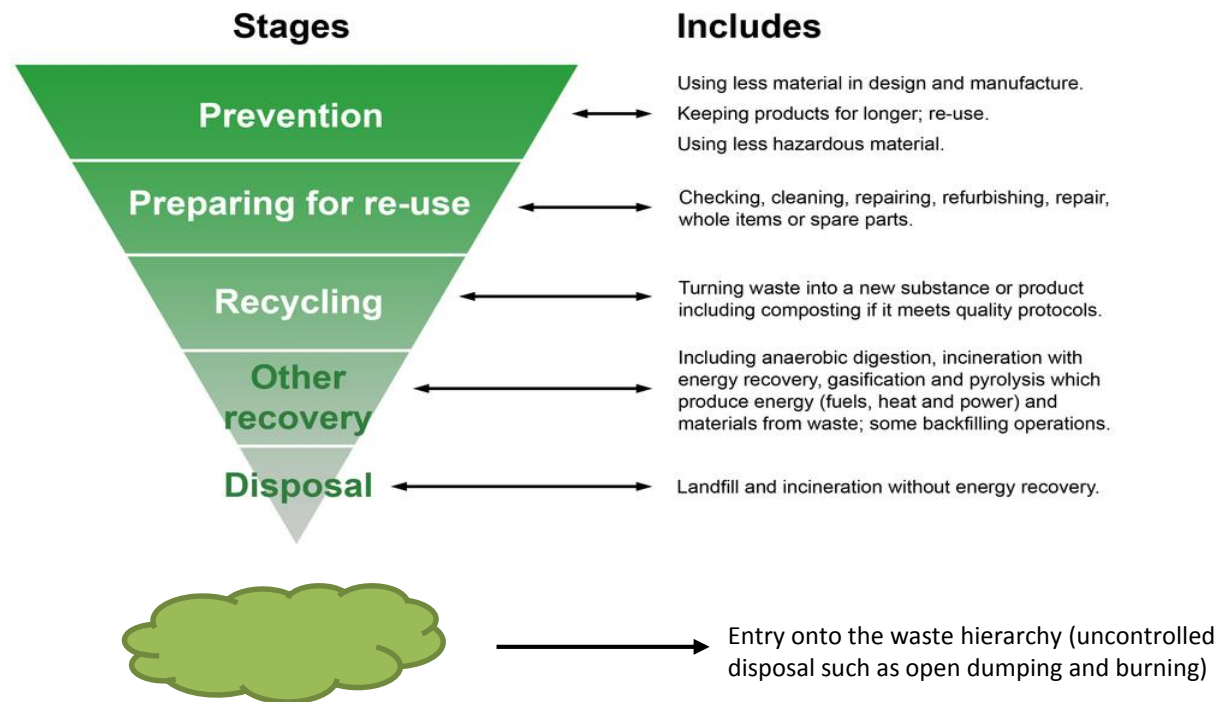 Stages
Includes
Prevention
Using less material in design and manufacture.
Keeping products for longer; re-use.
Using less hazardous material.
Preparing for re-use
Checking, cleaning, repairing, refurbishing, repair,
whole items or spare parts.
Recycling
Turning waste into a new substance or product
including composting if it meets quality protocols.
Other
recovery
Including anaerobic digestion, incineration with
energy recovery, gasification and pyrolysis which
produce energy (fuels, heat and power) and
materials from waste; some backfilling operations.
Disposal
Landfill and incineration without energy recovery.
Entry onto the waste hierarchy (uncontrolled
disposal such as open dumping and burning)